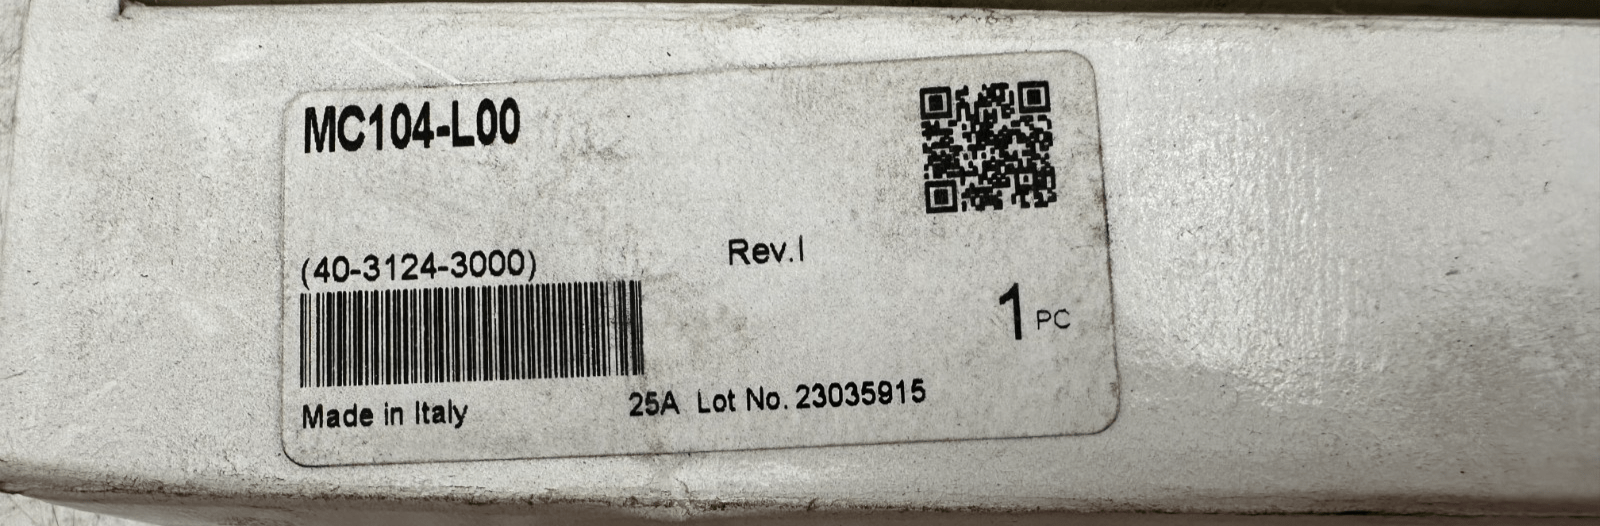 MC104-L00
(40-3124-3000)
Rev.I
1 PC
25A Lot No. 23035915
Made in Italy